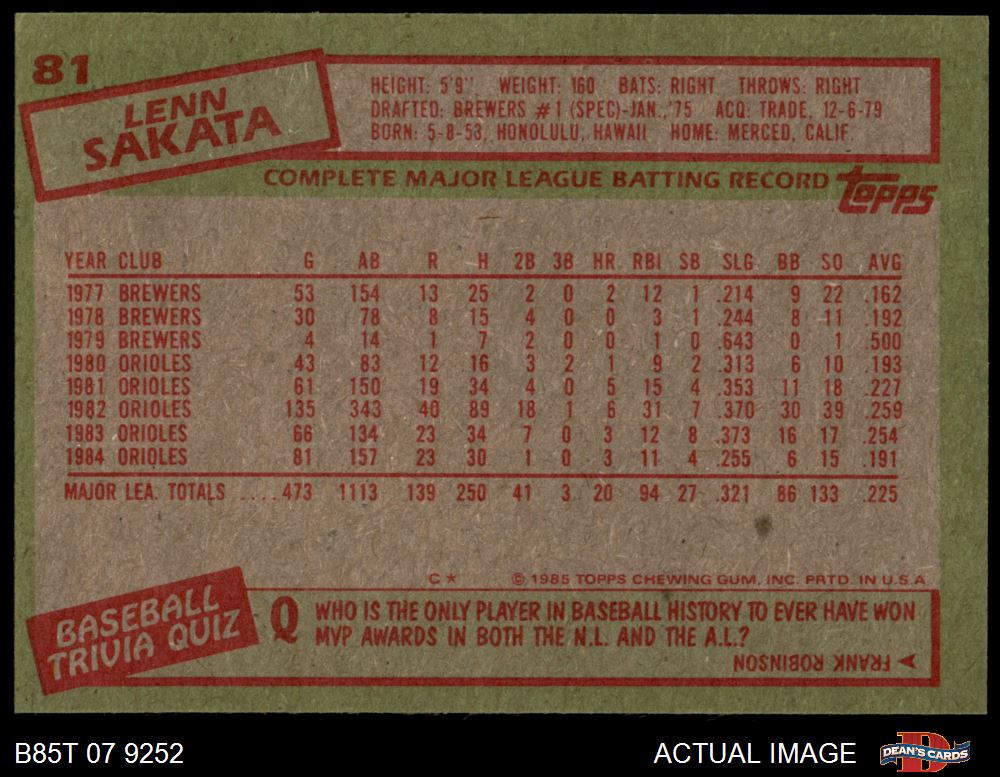 81
LENN
SAKATA
HEIGHT: 5'9" WEIGHT: 160 BATS: RIGHT THROWS: RIGHT
DRAFTED: BREWERS #1 (SPEC)-JAN., '75 ACQ: TRADE, 12-6-79
BORN: 5-8-53, HONOLULU, HAWAII HOME: MERCED, CALIF.
COMPLETE MAJOR LEAGUE BATTING RECORD topps
YEAR CLUB G AB R H 2B 3B HR RBI SB SLG BB SO AVG
1977 BREWERS 53 154 13 25 2 0 2 12 1 .214 9 22 .162
1978 BREWERS 30 78 8 15 4 0 0 3 1 .244 8 11 .192
1979 BREWERS 4 14 1 7 2 0 0 1 0 .643 0 1 .500
1980 ORIOLES 43 83 12 16 3 2 1 9 2 .313 6 10 .193
1981 ORIOLES 61 150 19 34 4 0 5 15 4 .353 11 18 .227
1982 ORIOLES 135 343 40 89 18 1 6 31 7 .370 30 39 .259
1983 ORIOLES 66 134 23 34 7 0 3 12 8 .373 16 17 .254
1984 ORIOLES 81 157 23 30 1 0 3 11 4 .255 6 15 .191
MAJOR LEA. TOTALS ....473 1113 139 250 41 3 20 94 27 .321 86 133 .225
C* © 1985 TOPPS CHEWING GUM, INC. PRTD. IN U.S.A
BASEBALL
TRIVIA QUIZ
Q WHO IS THE ONLY PLAYER IN BASEBALL HISTORY TO EVER HAVE WON
MVP AWARDS IN BOTH THE N.L. AND THE A.L.?
FRANK ROBINSON
B85T 07 9252 ACTUAL IMAGE DEAN'S CARDS